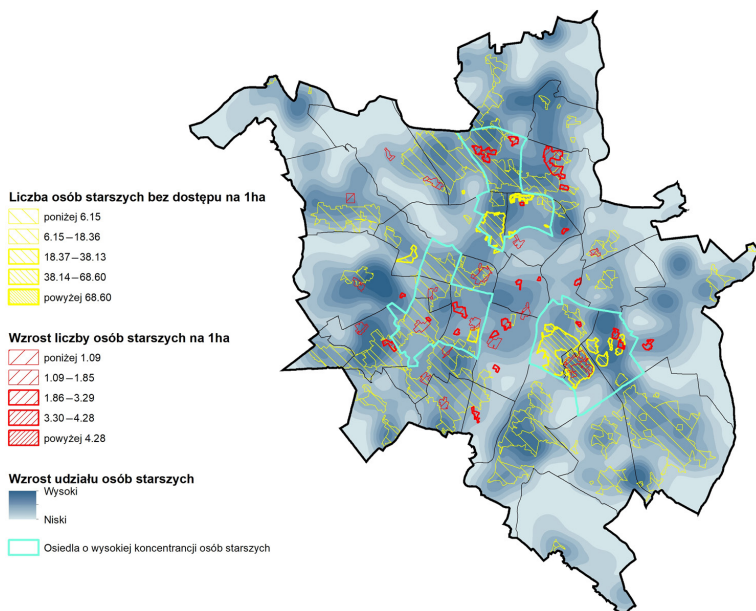 Liczba osób starszych bez dostępu na 1ha
poniżej 6.15
6.15–18.36
18.37–38.13
38.14–68.60
powyżej 68.60
Wzrost liczby osób starszych na 1ha
poniżej 1.09
1.09–1.85
1.86–3.29
3.30–4.28
powyżej 4.28
Wzrost udziału osób starszych
Wysoki
Niski
Osiedla o wysokiej koncentrancji osób starszych